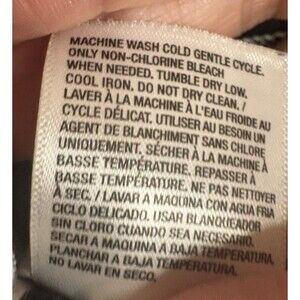 MACHINE WASH COLD GENTLE CYCLE.
ONLY NON-CHLORINE BLEACH
WHEN NEEDED. TUMBLE DRY LOW.
COOL IRON. DO NOT DRY CLEAN. /
LAVER À LA MACHINE À L'EAU FROIDE AU
CYCLE DÉLICAT. UTILISER AU BESOIN UN
AGENT DE BLANCHIMENT SANS CHLORE
UNIQUEMENT. SÉCHER À LA MACHINE À
BASSE TEMPÉRATURE. REPASSER À
BASSE TEMPÉRATURE. NE PAS NETTOYER
À SEC. / LAVAR A MAQUINA CON AGUA FRIA
CICLO DELICADO. USAR BLANQUEADOR
SIN CLORO CUANDO SEA NECESARIO.
SECAR A MAQUINA A BAJA TEMPERATURA.
PLANCHAR A BAJA TEMPERATURA.
NO LAVAR EN SECO.